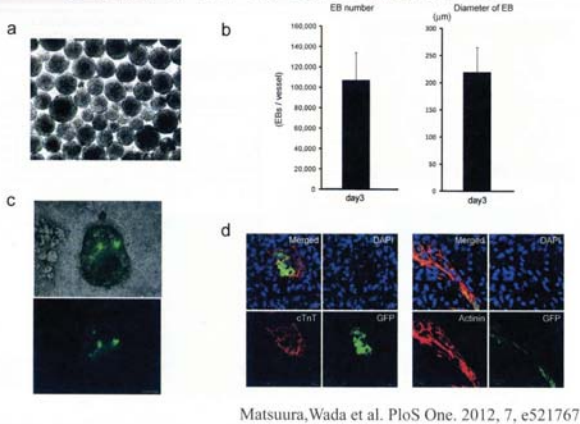 a
b
EB number
160,000
140,000
120,000
100,000
80,000
60,000
40,000
20,000
0
(EBs / vessel)
day3
Diameter of EB
(μm)
300
250
200
150
100
50
0
day3
c
d
Merged
DAPI
Merged
DAPI
cTnT
GFP
Actinin
GFP
Matsuura,Wada et al. PloS One. 2012, 7, e521767